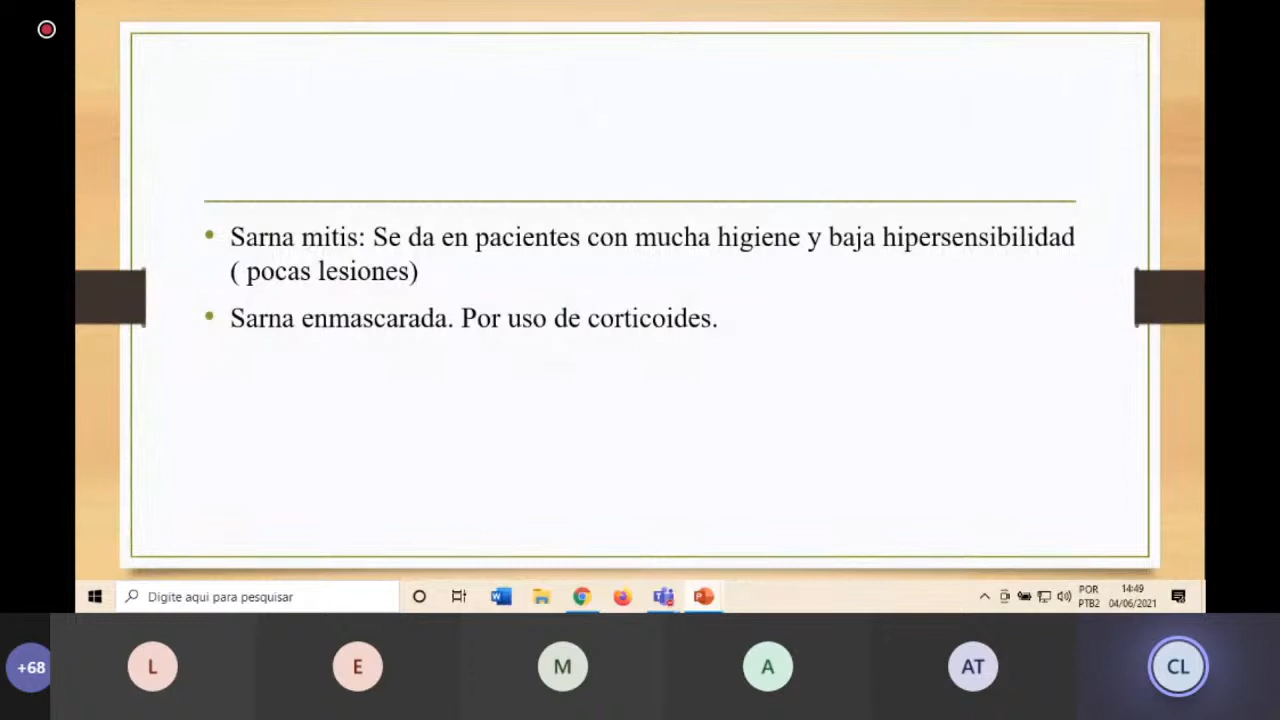 Sarna mitis: Se da en pacientes con mucha higiene y baja hipersensibilidad
( pocas lesiones)
Sarna enmascarada. Por uso de corticoides.
Digite aqui para pesquisar
POR
PTB2
14:49
04/06/2021
+68
L
E
M
A
AT
CL